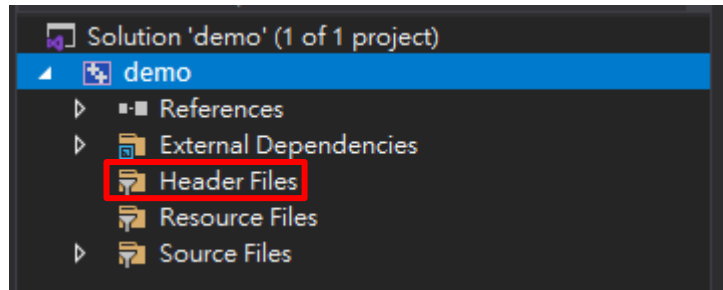 Solution 'demo' (1 of 1 project)
demo
References
External Dependencies
Header Files
Resource Files
Source Files